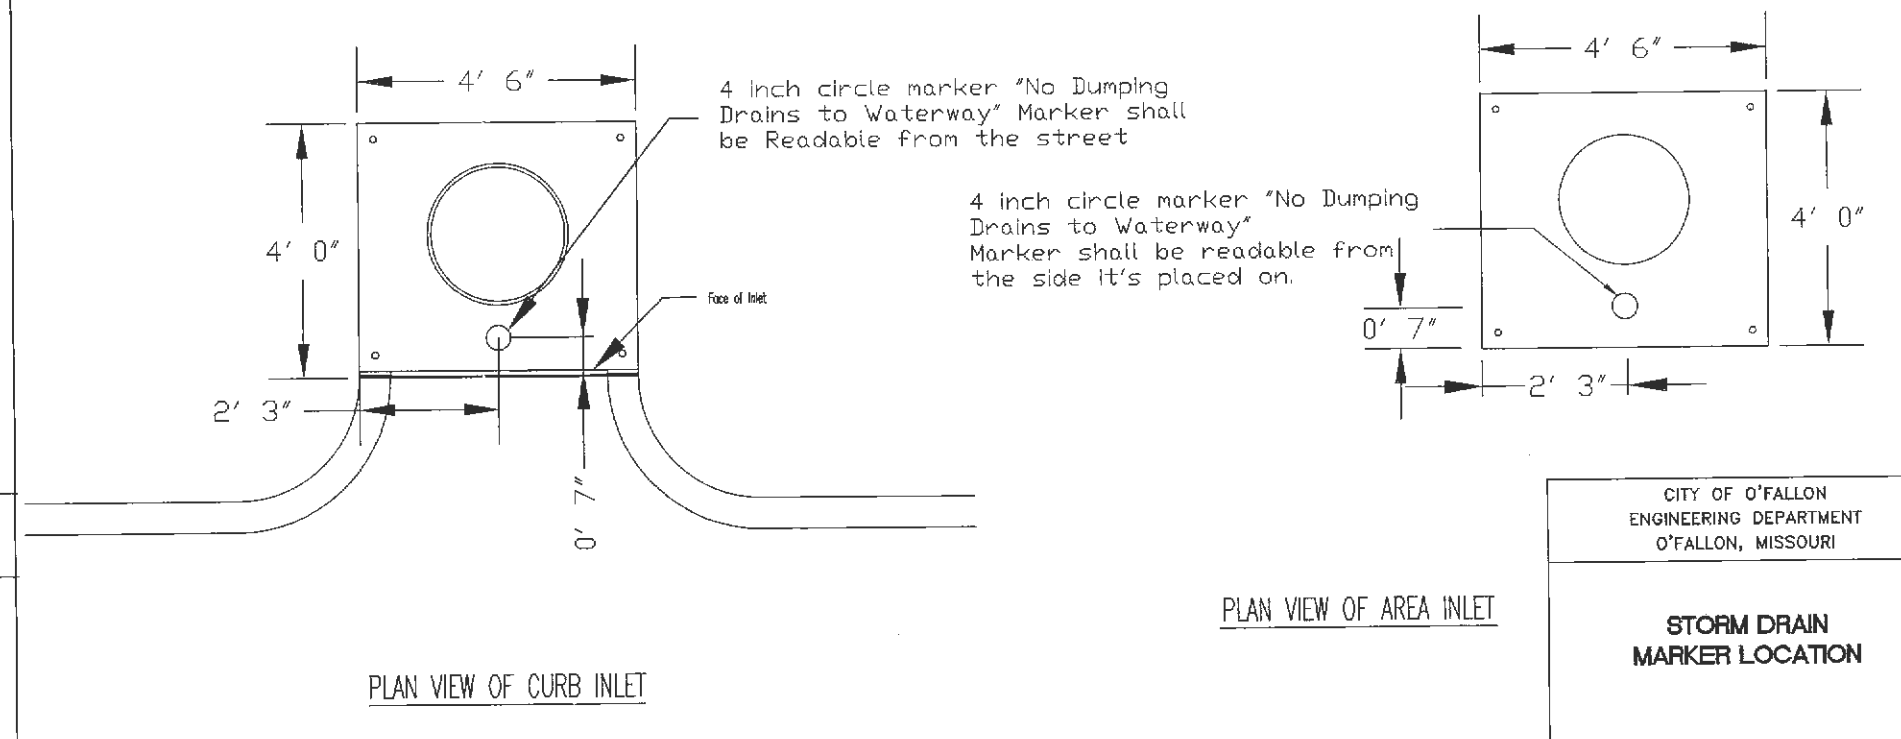 4' 6"
4 inch circle marker "No Dumping
Drains to Waterway" Marker shall
be Readable from the street
4' 0"
Face of Inlet
2' 3"
0' 7"
PLAN VIEW OF CURB INLET
4' 6"
4 inch circle marker "No Dumping
Drains to Waterway"
Marker shall be readable from
the side it's placed on.
4' 0"
0' 7"
2' 3"
PLAN VIEW OF AREA INLET
CITY OF O'FALLON
ENGINEERING DEPARTMENT
O'FALLON, MISSOURI
STORM DRAIN
MARKER LOCATION